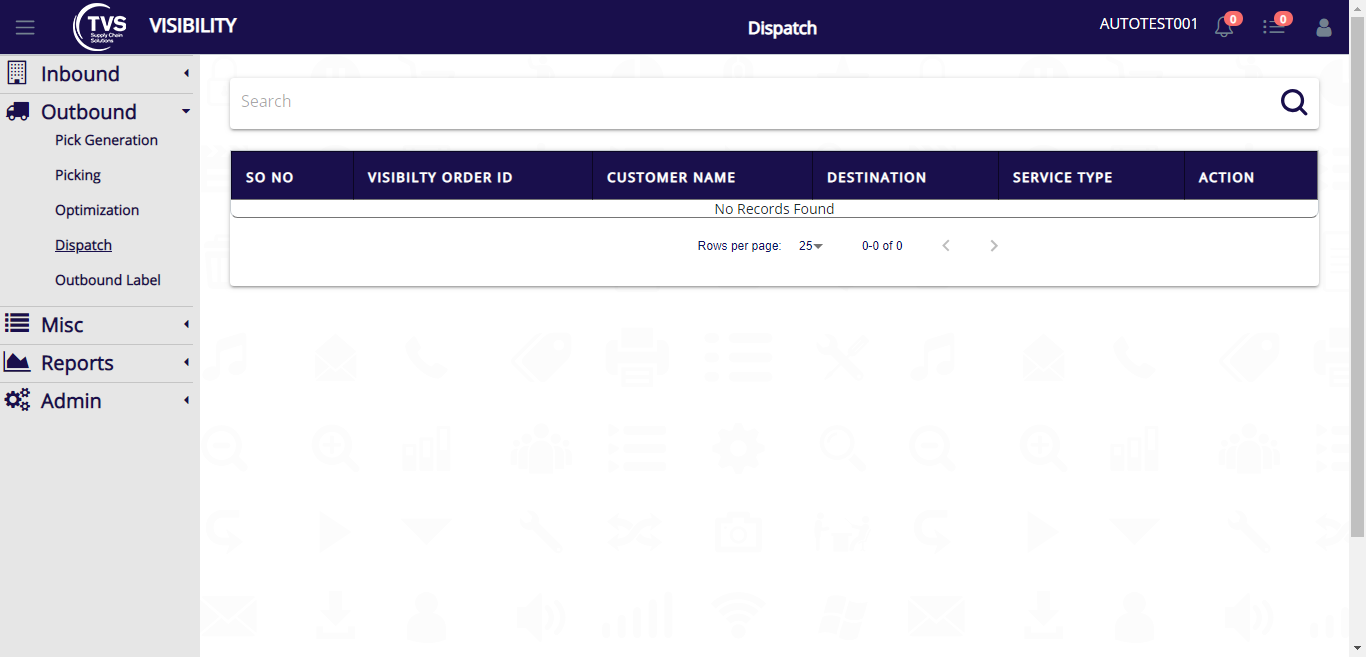 TVS
Supply Chain
Solutions
VISIBILITY
Dispatch
AUTOTEST001
0
0
Inbound
Outbound
Pick Generation
Picking
Optimization
Dispatch
Outbound Label
Misc
Reports
Admin
Search
SO NO VISIBILTY ORDER ID CUSTOMER NAME DESTINATION SERVICE TYPE ACTION
No Records Found
Rows per page: 25 0-0 of 0